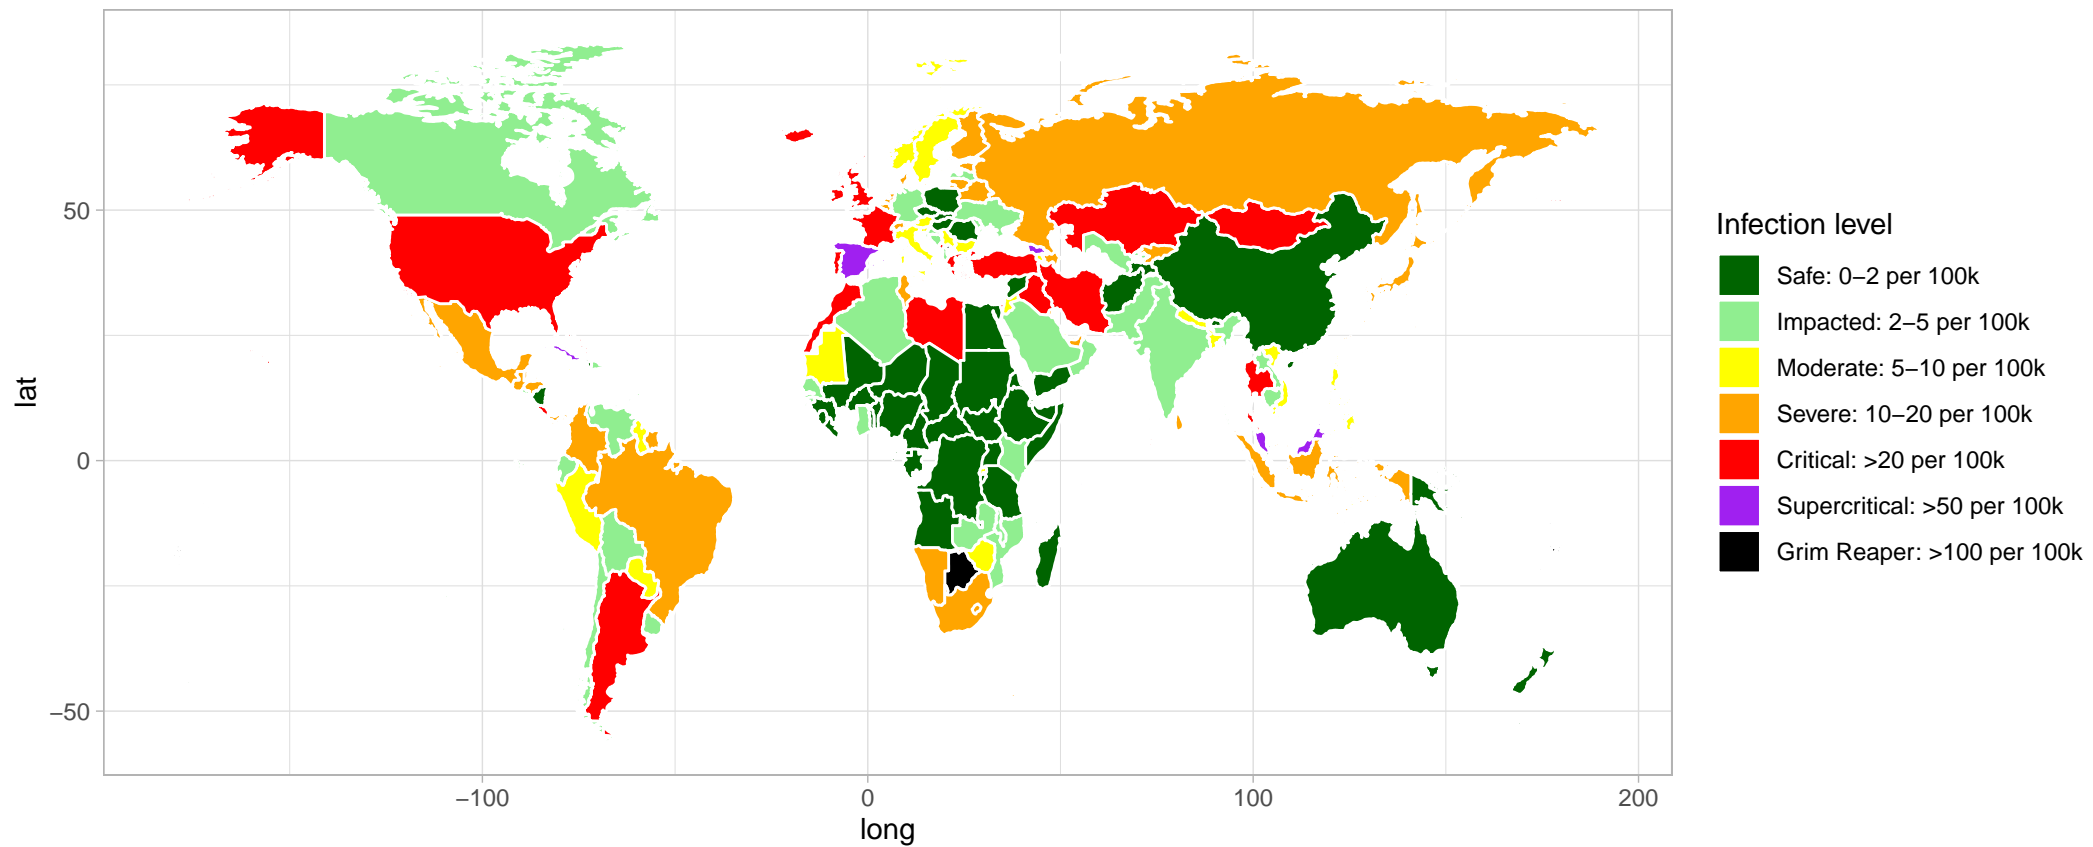 50
0
−50
lat
−100
0
100
200
long
Infection level
Safe: 0−2 per 100k
Impacted: 2−5 per 100k
Moderate: 5−10 per 100k
Severe: 10−20 per 100k
Critical: >20 per 100k
Supercritical: >50 per 100k
Grim Reaper: >100 per 100k